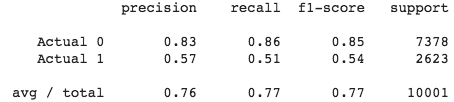 precision recall f1-score support
Actual 0 0.83 0.86 0.85 7378
Actual 1 0.57 0.51 0.54 2623
avg / total 0.76 0.77 0.77 10001